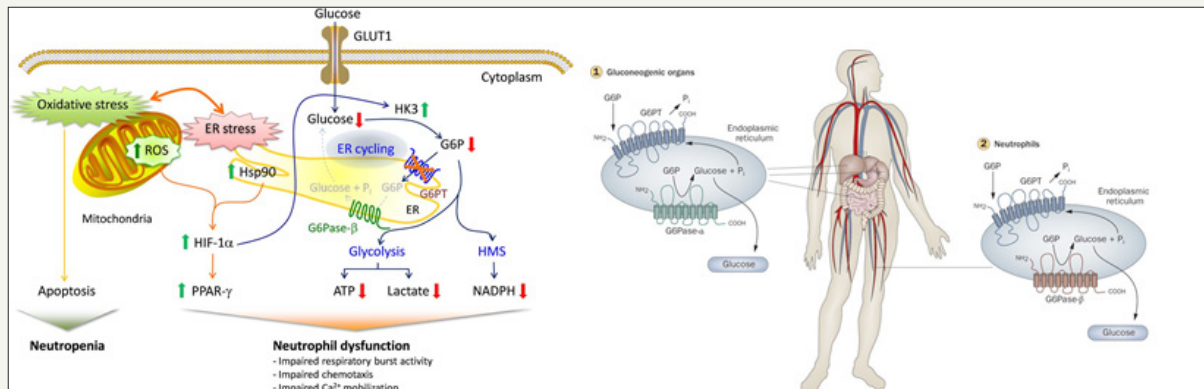 Glucose
GLUT1
Cytoplasm
Oxidative stress
ER stress
ROS
Mitochondria
Glucose
HK3
ER cycling
G6P
Hsp90
Glucose + Pi
G6P
G6PT
ER
G6Pase-β
HIF-1α
Glycolysis
HMS
Apoptosis
PPAR-γ
ATP
Lactate
NADPH
Neutropenia
Neutrophil dysfunction
- Impaired respiratory burst activity
- Impaired chemotaxis
- Impaired Ca²⁺ mobilization
1 Gluconeogenic organs
G6P
G6PT
Pi
COOH
NH2
Endoplasmic
reticulum
G6P
Glucose + Pi
NH2
COOH
G6Pase-α
Glucose
2 Neutrophils
G6P
G6PT
Pi
COOH
NH2
Endoplasmic
reticulum
G6P
Glucose + Pi
NH2
COOH
G6Pase-β
Glucose